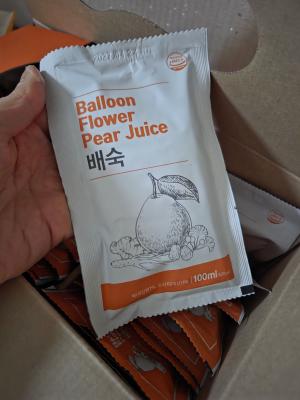 Balloon
Flower
Pear Juice
배숙
100ml